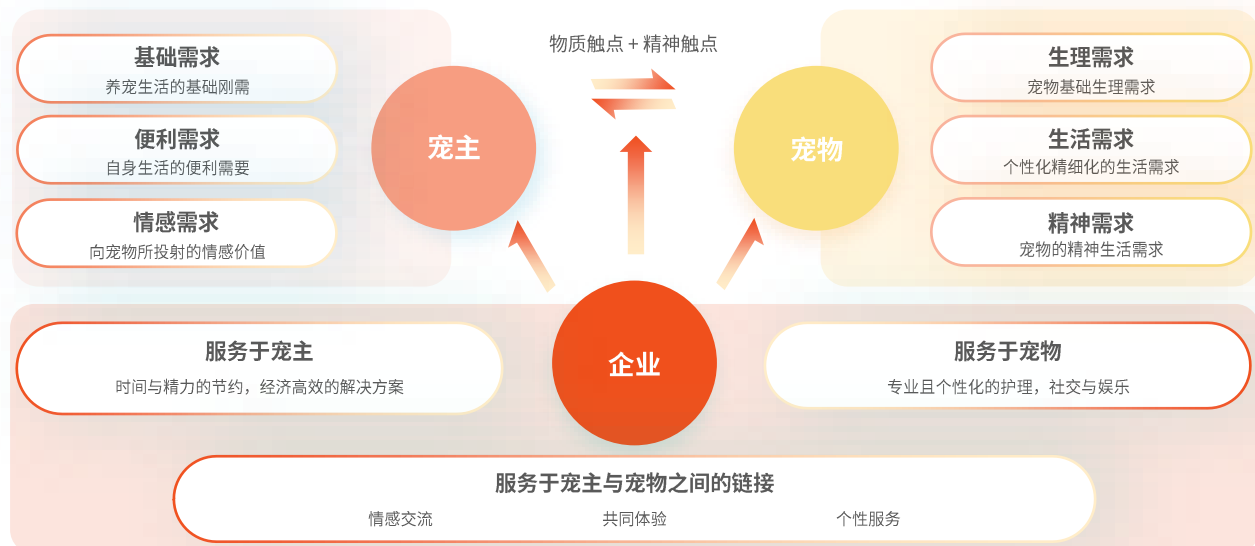 基础需求
养宠生活的基础刚需
便利需求
自身生活的便利需要
情感需求
向宠物所投射的情感价值
宠主
物质触点 + 精神触点
宠物
生理需求
宠物基础生理需求
生活需求
个性化精细化的生活需求
精神需求
宠物的精神生活需求
企业
服务于宠主
时间与精力的节约，经济高效的解决方案
服务于宠物
专业且个性化的护理，社交与娱乐
服务于宠主与宠物之间的链接
情感交流 共同体验 个性服务